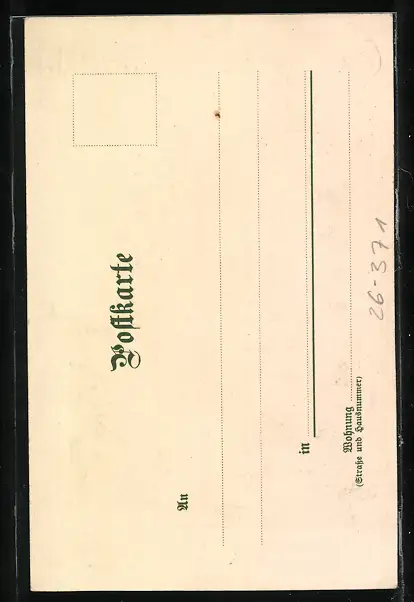 Postkarte
An
in
Wohnung
(Straße und Hausnummer)
26-371